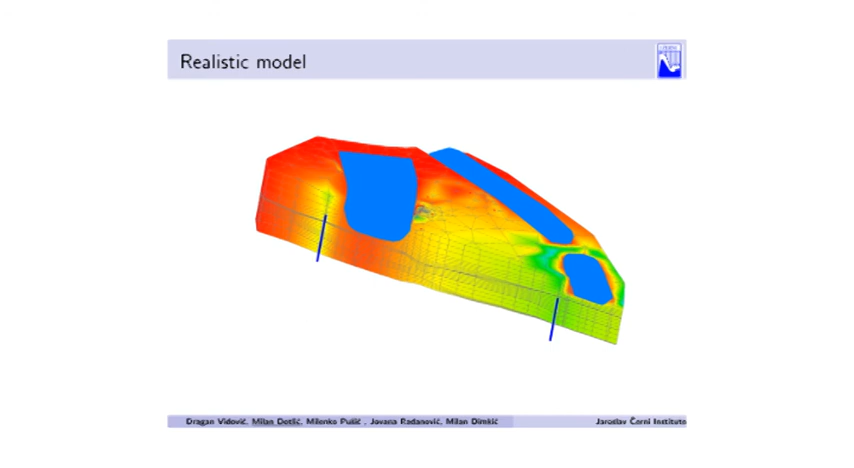 Realistic model
Dragan Vidović, Milan Dotlić, Milenko Pušić , Jovana Radanović, Milan Dimkić
Jaroslav Černi Institute